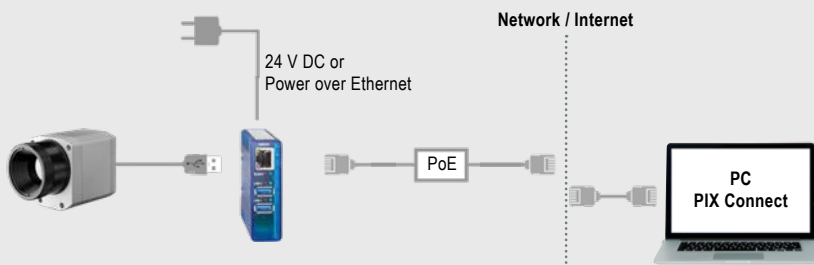 Network / Internet
24 V DC or
Power over Ethernet
PoE
PC
PIX Connect